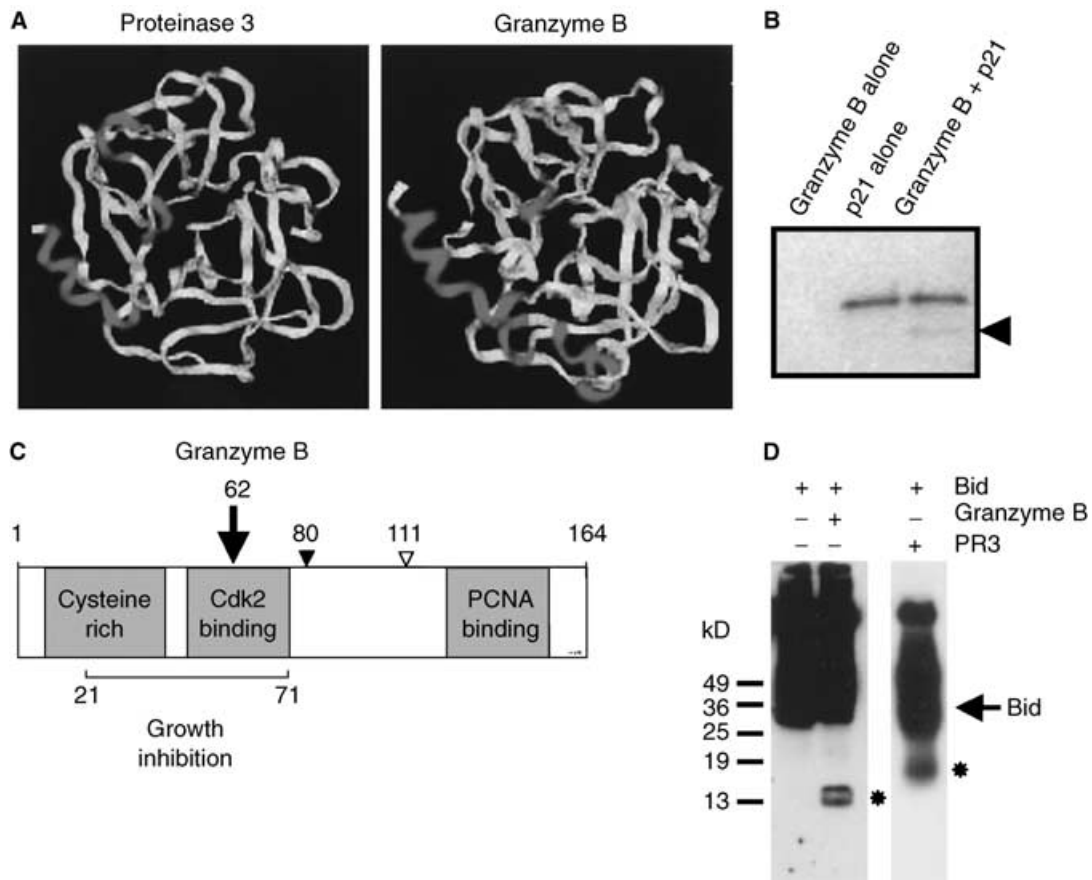 A
Proteinase 3
Granzyme B
B
Granzyme B alone
p21 alone
Granzyme B + p21
C
Granzyme B
62
1
80
111
164
Cysteine
rich
Cdk2
binding
PCNA
binding
21
71
Growth
inhibition
D
+ + + Bid
− + − Granzyme B
− − + PR3
kD
49
36
25
19
13
Bid
*
*